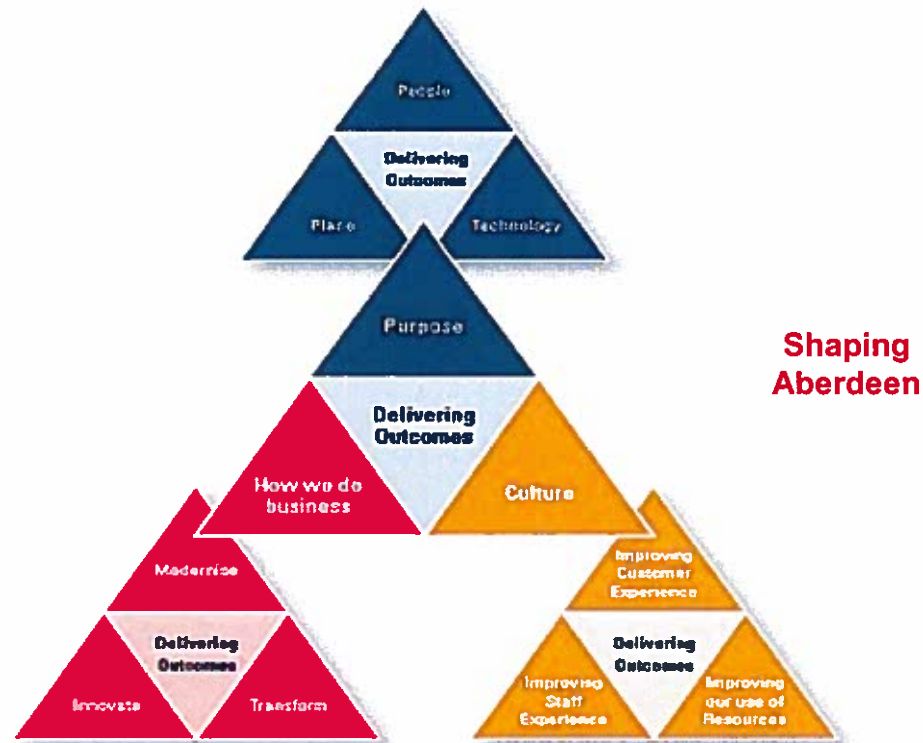 People
Delivering
Outcomes
Place
Technology
Purpose
Shaping
Aberdeen
Delivering
Outcomes
How we do
business
Culture
Modernise
Delivering
Outcomes
Innovate
Transform
Improving
Customer
Experience
Delivering
Outcomes
Improving
Staff
Experience
Improving
our use of
Resources